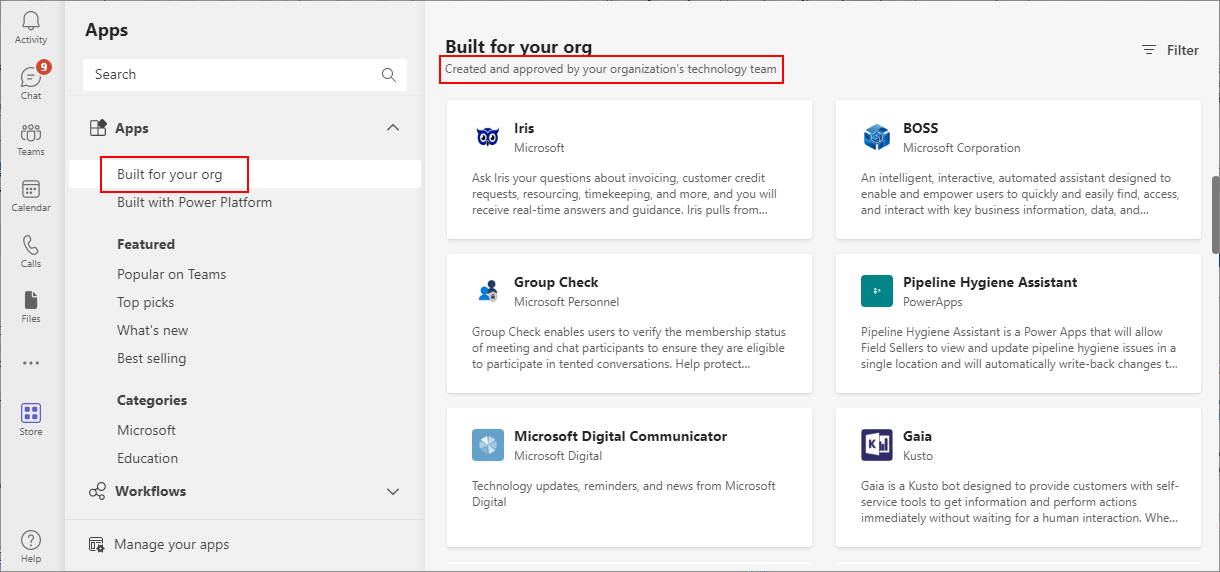 Activity
9
Chat
Teams
Calendar
Calls
Files
...
Store
Help
Apps
Search
Apps
Built for your org
Built with Power Platform
Featured
Popular on Teams
Top picks
What's new
Best selling
Categories
Microsoft
Education
Workflows
Manage your apps
Built for your org
Filter
Created and approved by your organization's technology team
Iris
Microsoft
Ask Iris your questions about invoicing, customer credit
requests, resourcing, timekeeping, and more, and you will
receive real-time answers and guidance. Iris pulls from...
BOSS
Microsoft Corporation
An intelligent, interactive, automated assistant designed to
enable and empower users to quickly and easily find, access,
and interact with key business information, data, and...
Group Check
Microsoft Personnel
Group Check enables users to verify the membership status
of meeting and chat participants to ensure they are eligible
to participate in tented conversations. Help protect...
Pipeline Hygiene Assistant
PowerApps
Pipeline Hygiene Assistant is a Power Apps that will allow
Field Sellers to view and update pipeline hygiene issues in a
single location and will automatically write-back changes t...
Microsoft Digital Communicator
Microsoft Digital
Technology updates, reminders, and news from Microsoft
Digital
Gaia
Kusto
Gaia is a Kusto bot designed to provide customers with self-
service tools to get information and perform actions
immediately without waiting for a human interaction. Whe...